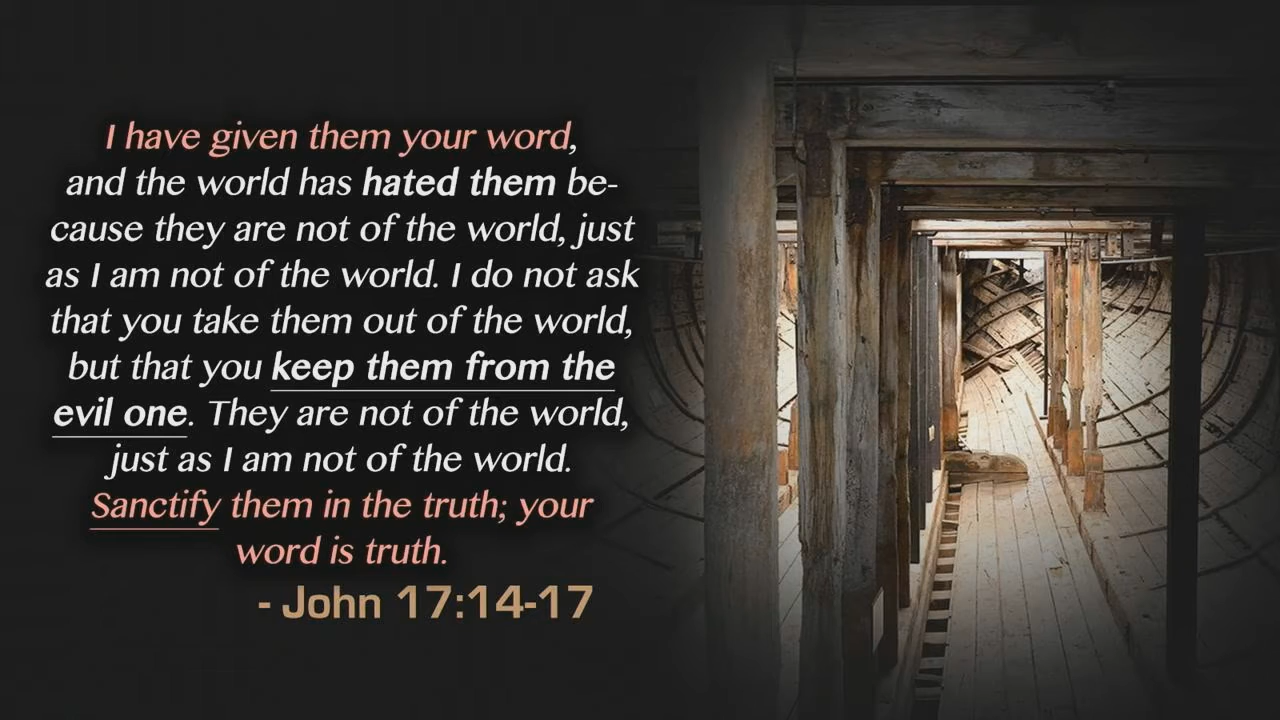 I have given them your word,
and the world has hated them be-
cause they are not of the world, just
as I am not of the world. I do not ask
that you take them out of the world,
but that you keep them from the
evil one. They are not of the world,
just as I am not of the world.
Sanctify them in the truth; your
word is truth.
- John 17:14-17